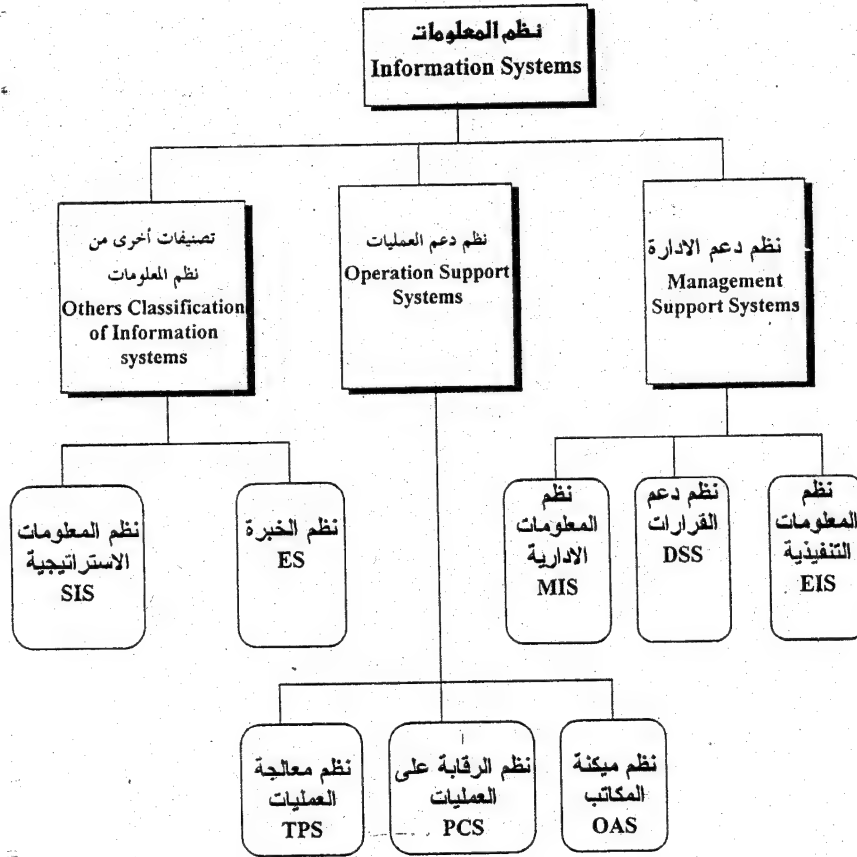 نظم المعلومات
Information Systems
نظم دعم الادارة
Management
Support Systems
نظم دعم العمليات
Operation Support
Systems
تصنيفات أخرى من
نظم المعلومات
Others Classification
of Information
systems
نظم
المعلومات
التنفيذية
EIS
نظم دعم
القرارات
DSS
نظم
المعلومات
الادارية
MIS
نظم الخبرة
ES
نظم المعلومات
الاستراتيجية
SIS
نظم ميكنة
المكاتب
OAS
نظم الرقابة على
العمليات
PCS
نظم معالجة
العمليات
TPS